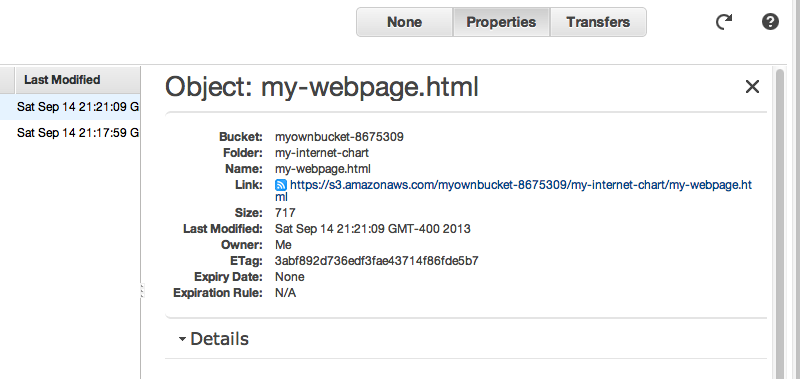 None Properties Transfers
Last Modified
Sat Sep 14 21:21:09 G
Sat Sep 14 21:17:59 G
Object: my-webpage.html
Bucket: myownbucket-8675309
Folder: my-internet-chart
Name: my-webpage.html
Link: https://s3.amazonaws.com/myownbucket-8675309/my-internet-chart/my-webpage.ht
ml
Size: 717
Last Modified: Sat Sep 14 21:21:09 GMT-400 2013
Owner: Me
ETag: 3abf892d736edf3fae43714f86fde5b7
Expiry Date: None
Expiration Rule: N/A
Details